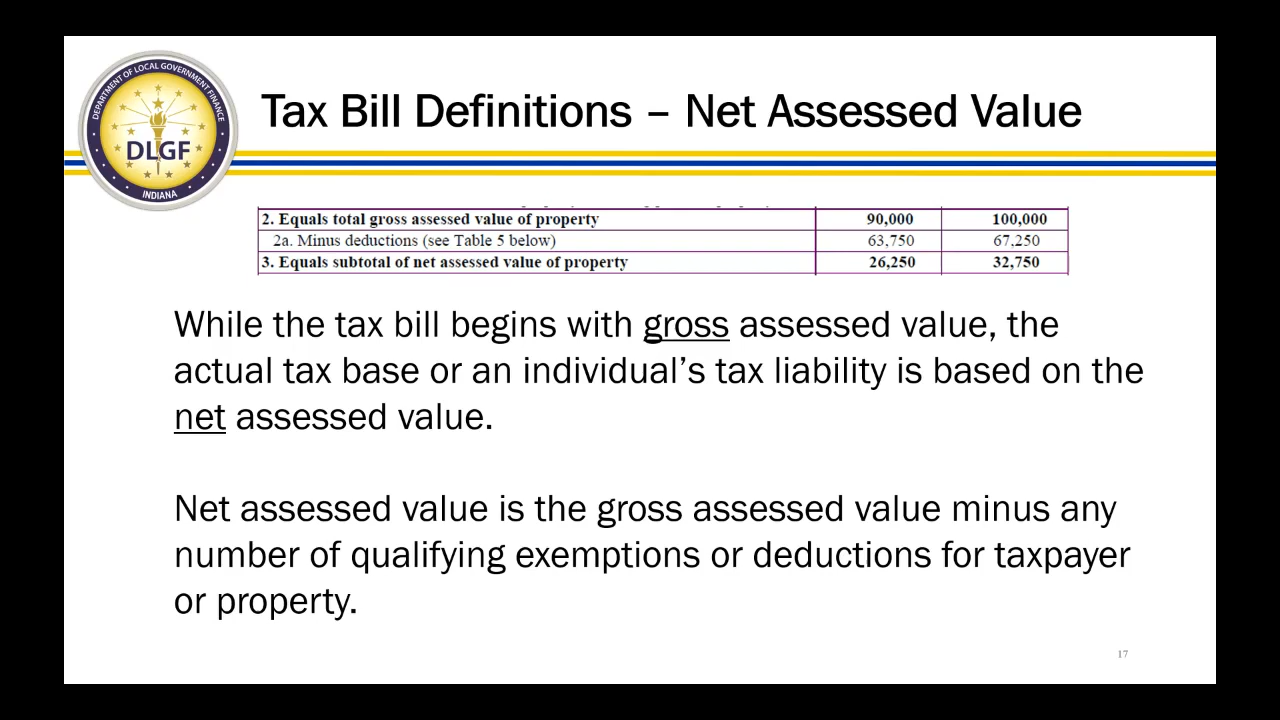 DEPARTMENT OF LOCAL GOVERNMENT FINANCE
DLGF
INDIANA
Tax Bill Definitions – Net Assessed Value
2. Equals total gross assessed value of property 90,000 100,000
2a. Minus deductions (see Table 5 below) 63,750 67,250
3. Equals subtotal of net assessed value of property 26,250 32,750
While the tax bill begins with gross assessed value, the
actual tax base or an individual’s tax liability is based on the
net assessed value.
Net assessed value is the gross assessed value minus any
number of qualifying exemptions or deductions for taxpayer
or property.
17